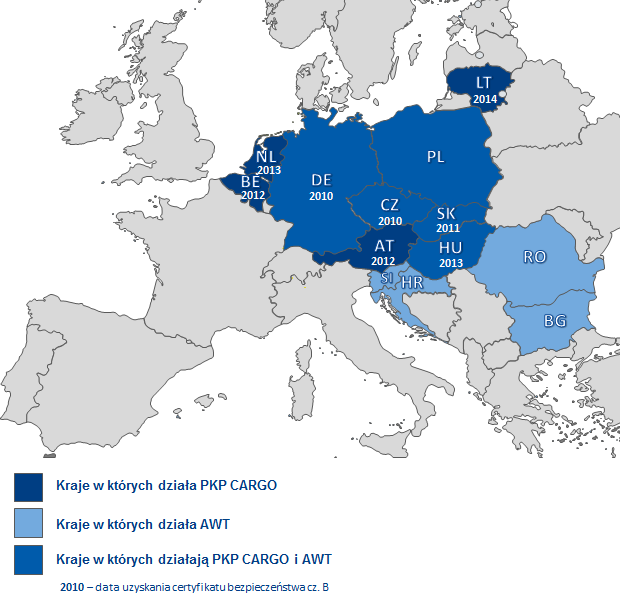 LT
2014
NL
2013
PL
BE
2012
DE
2010
CZ
2010
SK
2011
AT
2012
HU
2013
RO
SI
HR
BG
Kraje w których działa PKP CARGO
Kraje w których działa AWT
Kraje w których działają PKP CARGO i AWT
2010 – data uzyskania certyfikatu bezpieczeństwa cz. B